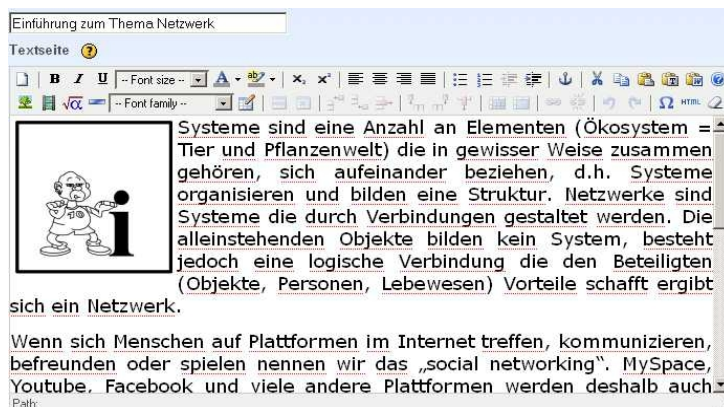 Einführung zum Thema Netzwerk
Textseite ?
B I U -- Font size -- A ab x₂ x²
√α -- Font family -- Ω HTML
Systeme sind eine Anzahl an Elementen (Ökosystem =
Tier und Pflanzenwelt) die in gewisser Weise zusammen
gehören, sich aufeinander beziehen, d.h. Systeme
organisieren und bilden eine Struktur. Netzwerke sind
Systeme die durch Verbindungen gestaltet werden. Die
alleinstehenden Objekte bilden kein System, besteht
jedoch eine logische Verbindung die den Beteiligten
(Objekte, Personen, Lebewesen) Vorteile schafft ergibt
sich ein Netzwerk.
Wenn sich Menschen auf Plattformen im Internet treffen, kommunizieren,
befreunden oder spielen nennen wir das „social networking“. MySpace,
Youtube, Facebook und viele andere Plattformen werden deshalb auch
Path: